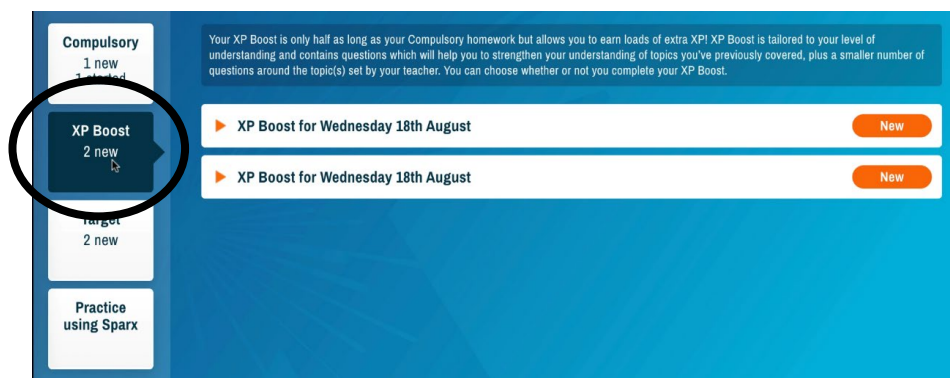 Compulsory
1 new
1 started
XP Boost
2 new
Target
2 new
Practice
using Sparx
Your XP Boost is only half as long as your Compulsory homework but allows you to earn loads of extra XP! XP Boost is tailored to your level of
understanding and contains questions which will help you to strengthen your understanding of topics you've previously covered, plus a smaller number of
questions around the topic(s) set by your teacher. You can choose whether or not you complete your XP Boost.
XP Boost for Wednesday 18th August New
XP Boost for Wednesday 18th August New